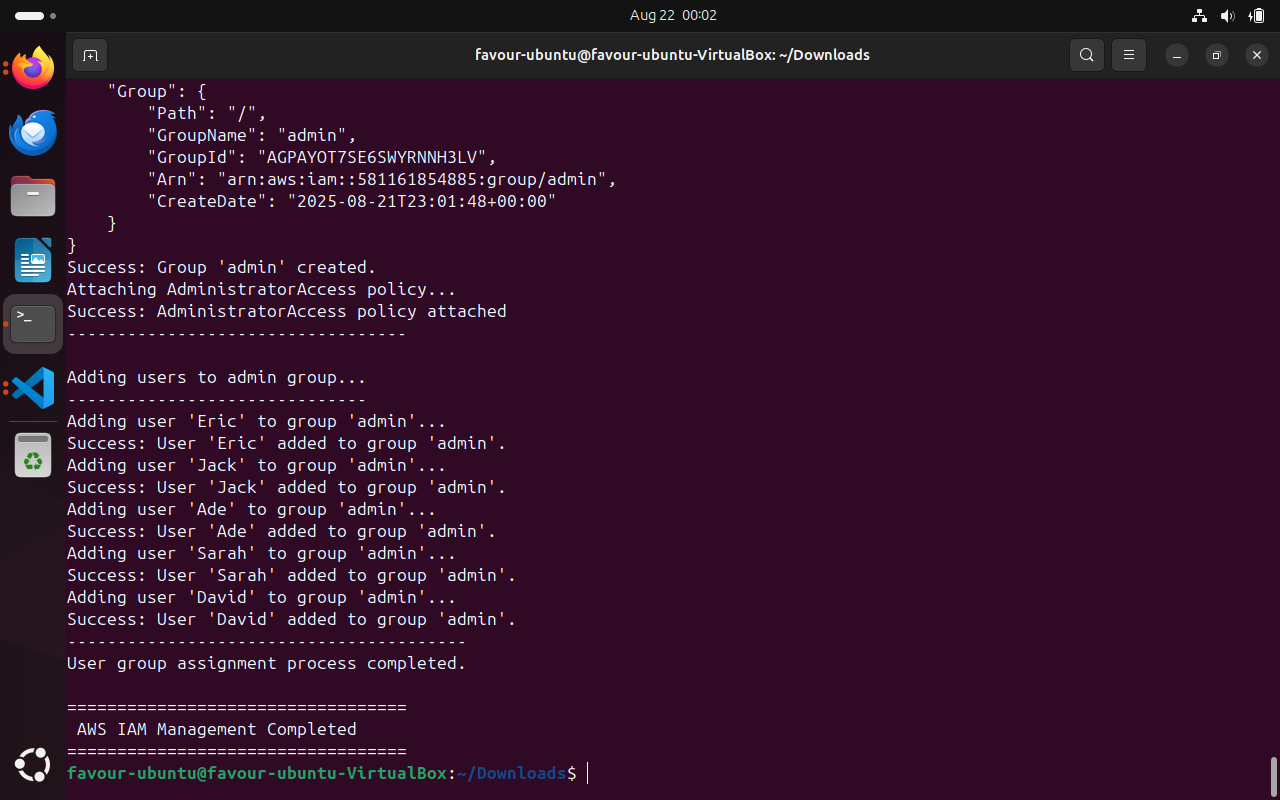 Aug 22 00:02
favour-ubuntu@favour-ubuntu-VirtualBox: ~/Downloads
    "Group": {
        "Path": "/",
        "GroupName": "admin",
        "GroupId": "AGPAYOT7SE6SWYRNNH3LV",
        "Arn": "arn:aws:iam::581161854885:group/admin",
        "CreateDate": "2025-08-21T23:01:48+00:00"
    }
}
Success: Group 'admin' created.
Attaching AdministratorAccess policy...
Success: AdministratorAccess policy attached
----------------------------------
Adding users to admin group...
------------------------------
Adding user 'Eric' to group 'admin'...
Success: User 'Eric' added to group 'admin'.
Adding user 'Jack' to group 'admin'...
Success: User 'Jack' added to group 'admin'.
Adding user 'Ade' to group 'admin'...
Success: User 'Ade' added to group 'admin'.
Adding user 'Sarah' to group 'admin'...
Success: User 'Sarah' added to group 'admin'.
Adding user 'David' to group 'admin'...
Success: User 'David' added to group 'admin'.
----------------------------------------
User group assignment process completed.
==================================
 AWS IAM Management Completed
==================================
favour-ubuntu@favour-ubuntu-VirtualBox:~/Downloads$